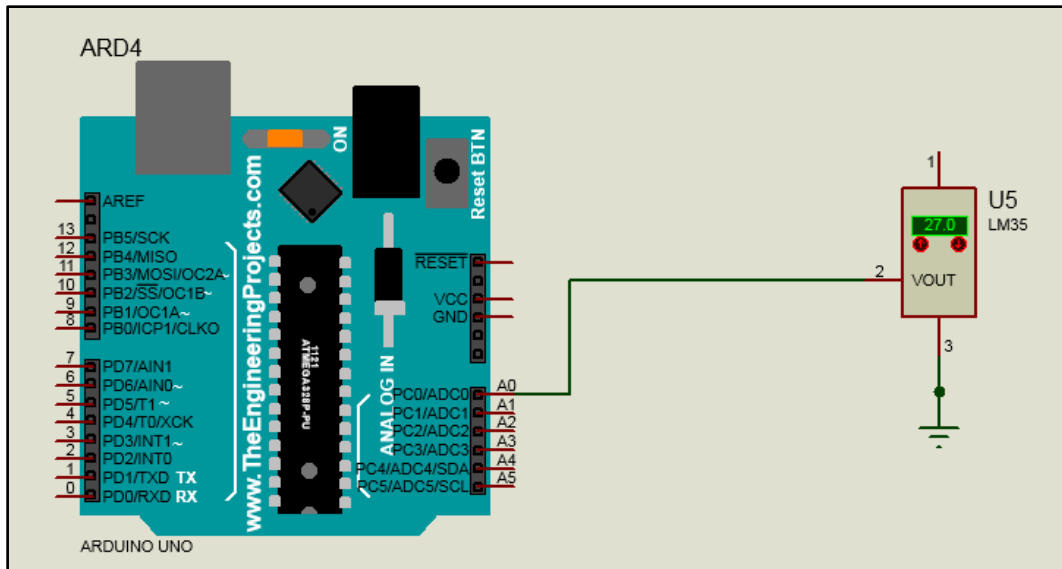 ARD4
ON
Reset BTN
www.TheEngineeringProjects.com
AREF
13 PB5/SCK
12 PB4/MISO
11 PB3/MOSI/OC2A~
10 PB2/SS/OC1B~
9 PB1/OC1A~
8 PB0/ICP1/CLKO
7 PD7/AIN1
6 PD6/AIN0~
5 PD5/T1~
4 PD4/T0/XCK
3 PD3/INT1~
2 PD2/INT0
1 PD1/TXD TX
0 PD0/RXD RX
1121
ATMEGA328P-PU
RESET
VCC
GND
ANALOG IN
PC0/ADC0 A0
PC1/ADC1 A1
PC2/ADC2 A2
PC3/ADC3 A3
PC4/ADC4/SDA A4
PC5/ADC5/SCL A5
ARDUINO UNO
1
U5
LM35
27.0
2 VOUT
3